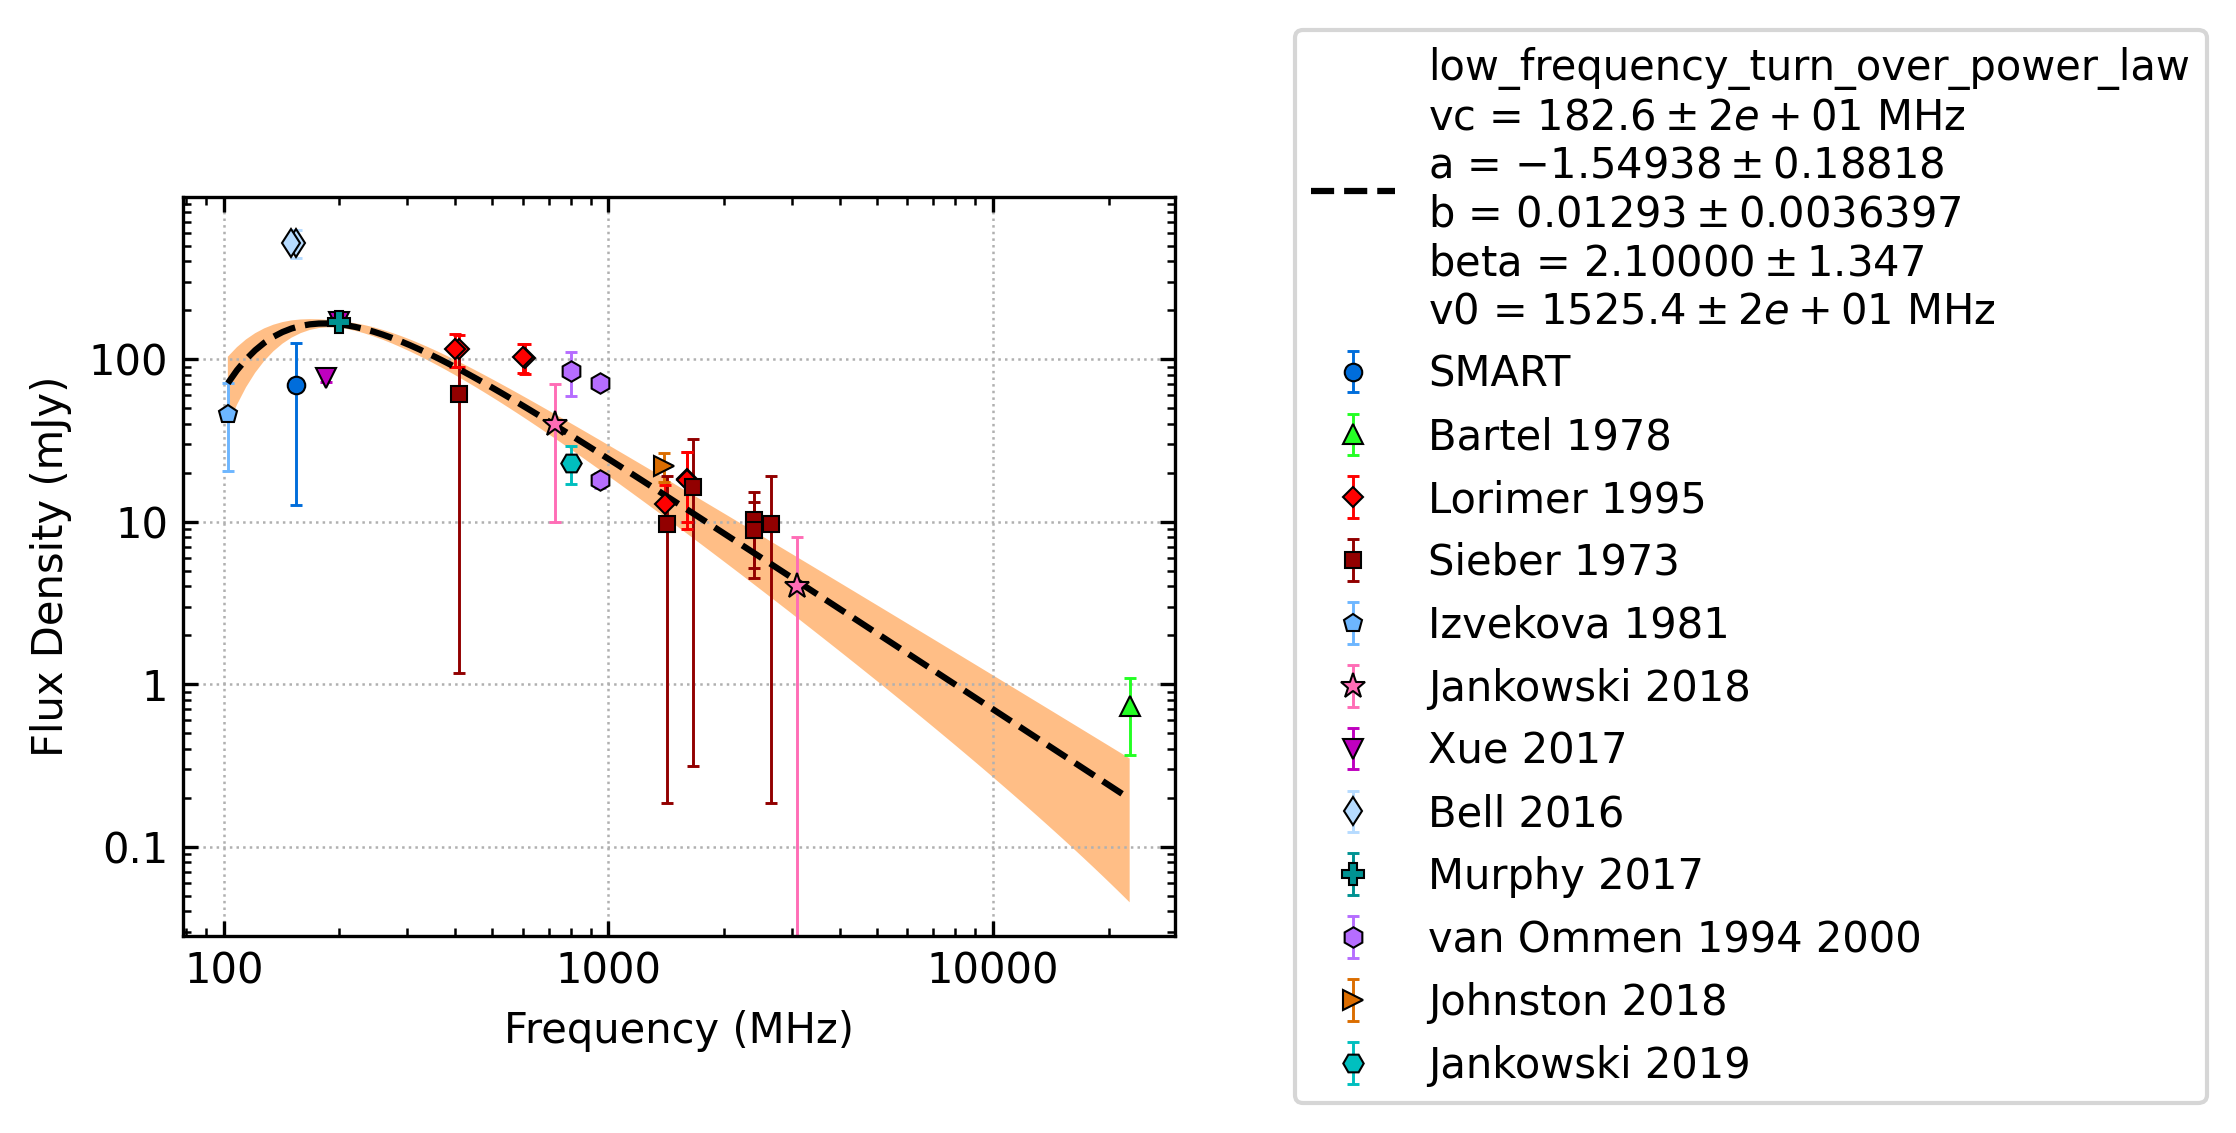 low_frequency_turn_over_power_law
vc = 182.6 ± 2e + 01 MHz
a = −1.54938 ± 0.18818
b = 0.01293 ± 0.0036397
beta = 2.10000 ± 1.347
v0 = 1525.4 ± 2e + 01 MHz
SMART
Bartel 1978
Lorimer 1995
Sieber 1973
Izvekova 1981
Jankowski 2018
Xue 2017
Bell 2016
Murphy 2017
van Ommen 1994 2000
Johnston 2018
Jankowski 2019
Flux Density (mJy)
100
10
1
0.1
100 1000 10000
Frequency (MHz)